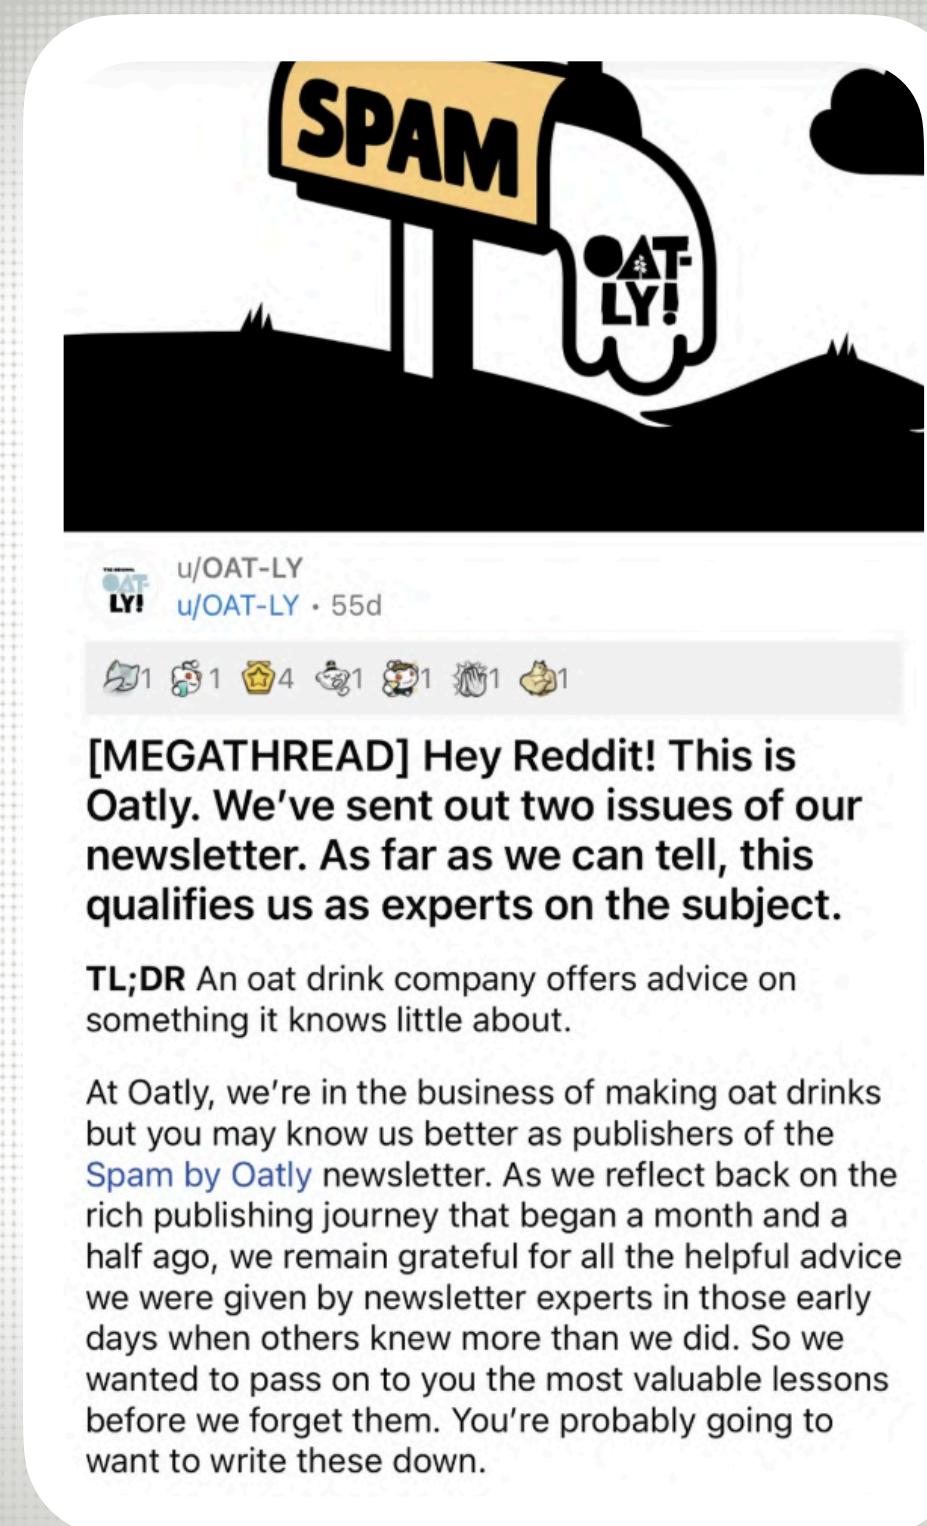 SPAM
OAT-
LY!
THE ORIGINAL
OAT-
LY!
u/OAT-LY
u/OAT-LY • 55d
1 1 4 1 1 1 1
[MEGATHREAD] Hey Reddit! This is
Oatly. We’ve sent out two issues of our
newsletter. As far as we can tell, this
qualifies us as experts on the subject.
TL;DR An oat drink company offers advice on
something it knows little about.
At Oatly, we’re in the business of making oat drinks
but you may know us better as publishers of the
Spam by Oatly newsletter. As we reflect back on the
rich publishing journey that began a month and a
half ago, we remain grateful for all the helpful advice
we were given by newsletter experts in those early
days when others knew more than we did. So we
wanted to pass on to you the most valuable lessons
before we forget them. You’re probably going to
want to write these down.